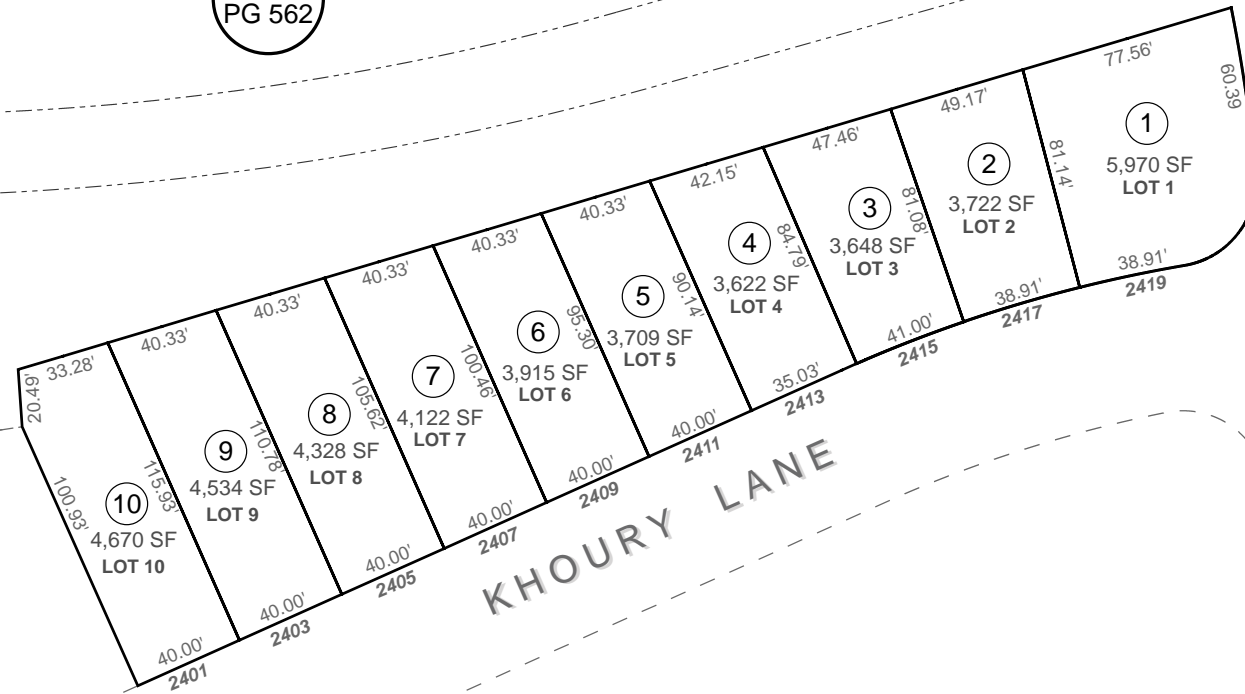 PG 562
77.56'
60.39
1
5,970 SF
LOT 1
38.91'
2419
49.17'
81.14'
2
3,722 SF
LOT 2
38.91'
2417
47.46'
81.08'
3
3,648 SF
LOT 3
41.00'
2415
42.15'
84.79'
4
3,622 SF
LOT 4
35.03'
2413
40.33'
90.14'
5
3,709 SF
LOT 5
40.00'
2411
40.33'
95.30'
6
3,915 SF
LOT 6
40.00'
2409
40.33'
100.46'
7
4,122 SF
LOT 7
40.00'
2407
40.33'
105.62'
8
4,328 SF
LOT 8
40.00'
2405
40.33'
110.78'
9
4,534 SF
LOT 9
40.00'
2403
33.28'
20.49'
115.93'
100.93'
10
4,670 SF
LOT 10
40.00'
2401
KHOURY LANE